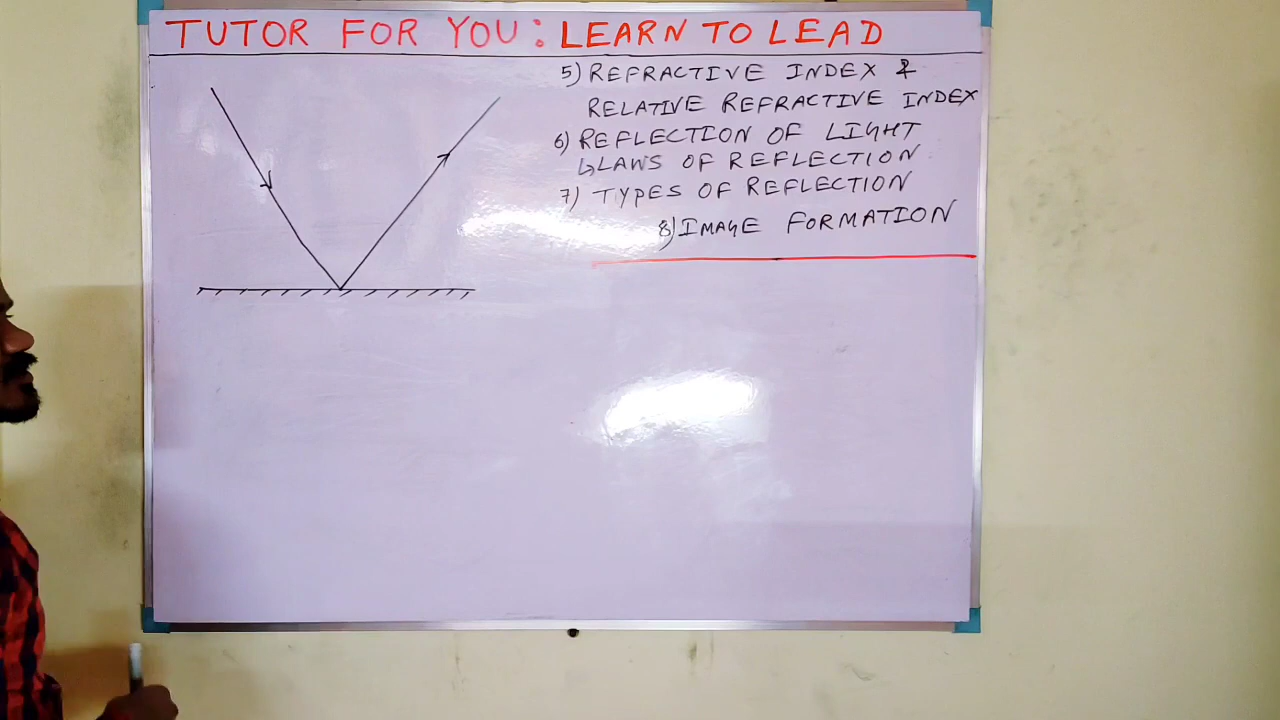 TUTOR FOR YOU: LEARN TO LEAD
5) REFRACTIVE INDEX &
RELATIVE REFRACTIVE INDEX
6) REFLECTION OF LIGHT
↳ LAWS OF REFLECTION
7) TYPES OF REFLECTION
8) IMAGE FORMATION